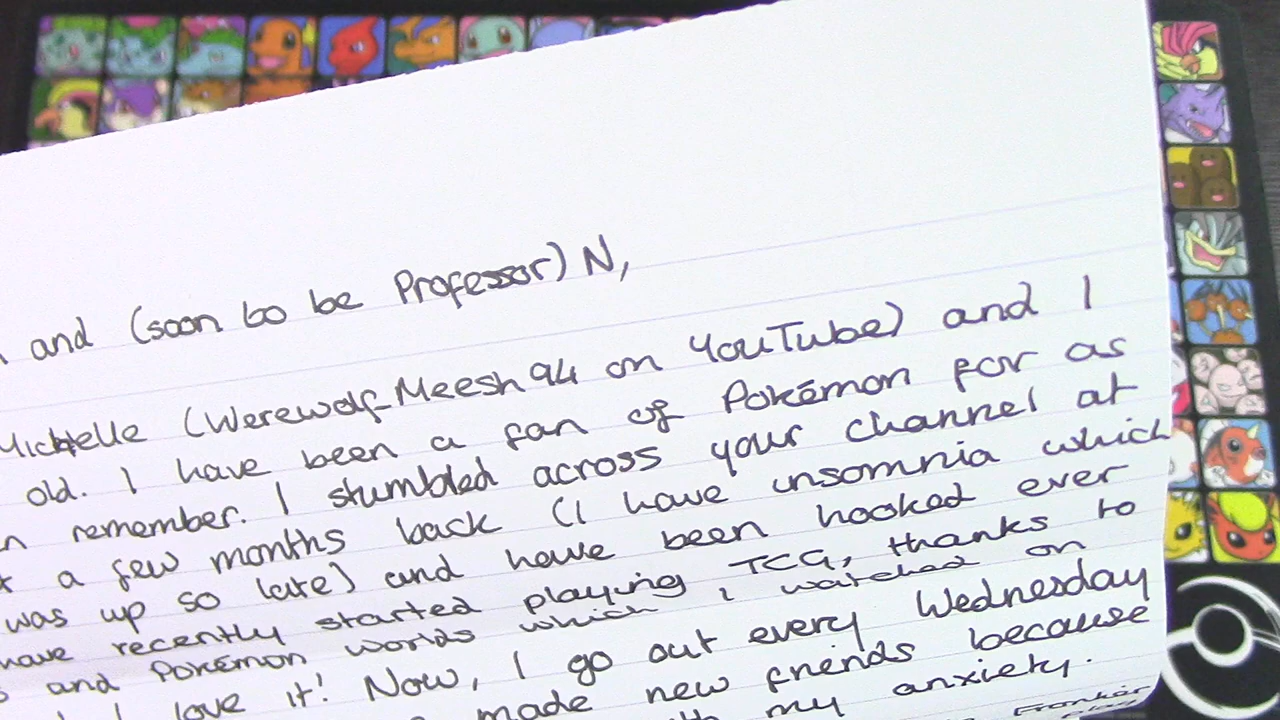 and (soon to be Professor) N,
Michelle (WerewolfMeesh94 on YouTube) and I
old. I have been a fan of Pokémon for as
remember. I stumbled across your channel at
a few months back (I have insomnia which
was up so late) and have been hooked ever
have recently started playing TCG, thanks to
and Pokémon worlds which I watched on
love it! Now, I go out every Wednesday
made new friends because
my anxiety.